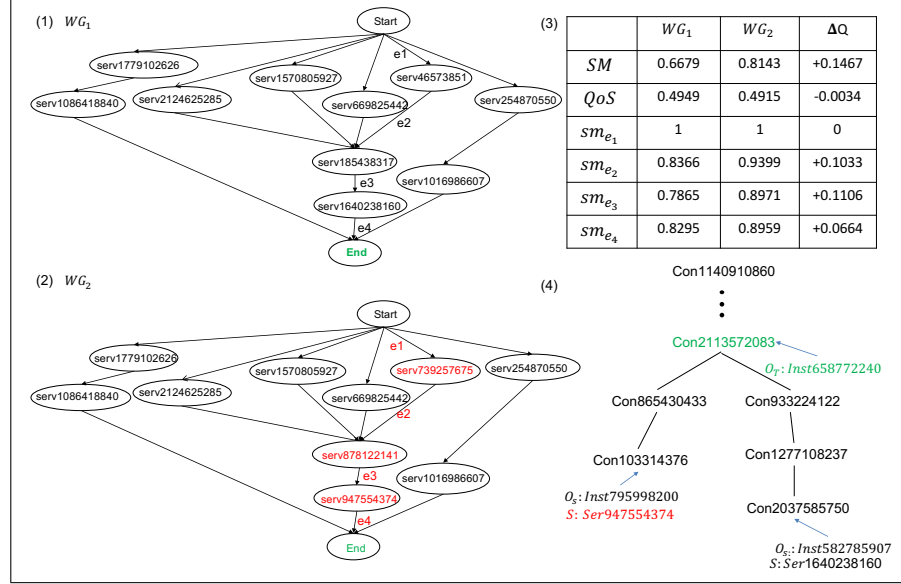 (1) WG₁
Start
e1
serv1779102626
serv1570805927
serv46573851
serv1086418840
serv2124625285
serv669825442
serv254870550
e2
serv185438317
e3
serv1016986607
serv1640238160
e4
End
(2) WG₂
Start
e1
serv1779102626
serv1570805927
serv739257675
serv254870550
serv1086418840
serv2124625285
serv669825442
e2
serv878122141
e3
serv1016986607
serv947554374
e4
End
(3)
WG₁ WG₂ ΔQ
SM 0.6679 0.8143 +0.1467
QoS 0.4949 0.4915 -0.0034
smₑ₁ 1 1 0
smₑ₂ 0.8366 0.9399 +0.1033
smₑ₃ 0.7865 0.8971 +0.1106
smₑ₄ 0.8295 0.8959 +0.0664
(4)
Con1140910860
Con2113572083
O_T: Inst658772240
Con865430433
Con933224122
Con103314376
Con1277108237
O_s: Inst795998200
S: Ser947554374
Con2037585750
O_s: Inst582785907
S: Ser1640238160